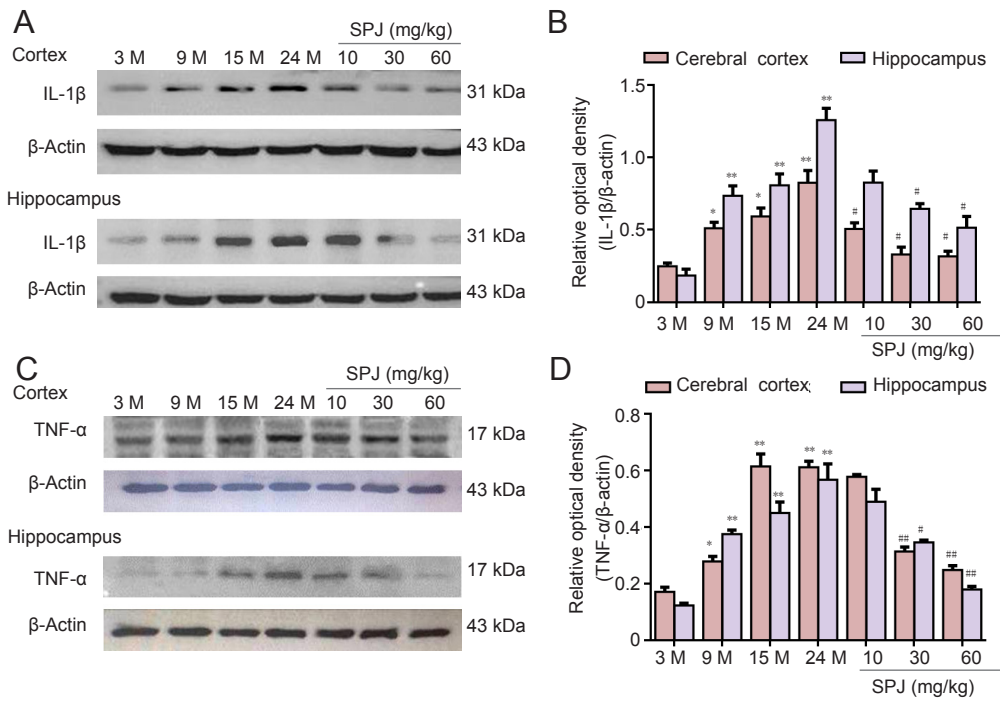 A
SPJ (mg/kg)
Cortex
3 M 9 M 15 M 24 M 10 30 60
IL-1β
31 kDa
β-Actin
43 kDa
Hippocampus
IL-1β
31 kDa
β-Actin
43 kDa
B
Cerebral cortex Hippocampus
Relative optical density
(IL-1β/β-actin)
1.5
1.0
0.5
0
* ** * ** ** ** # # # # #
3 M 9 M 15 M 24 M 10 30 60
SPJ (mg/kg)
C
SPJ (mg/kg)
Cortex
3 M 9 M 15 M 24 M 10 30 60
TNF-α
17 kDa
β-Actin
43 kDa
Hippocampus
TNF-α
17 kDa
β-Actin
43 kDa
D
Cerebral cortex; Hippocampus
Relative optical density
(TNF-α/β-actin)
0.8
0.6
0.4
0.2
0
* ** ** ** ** ** ## # ## ##
3 M 9 M 15 M 24 M 10 30 60
SPJ (mg/kg)